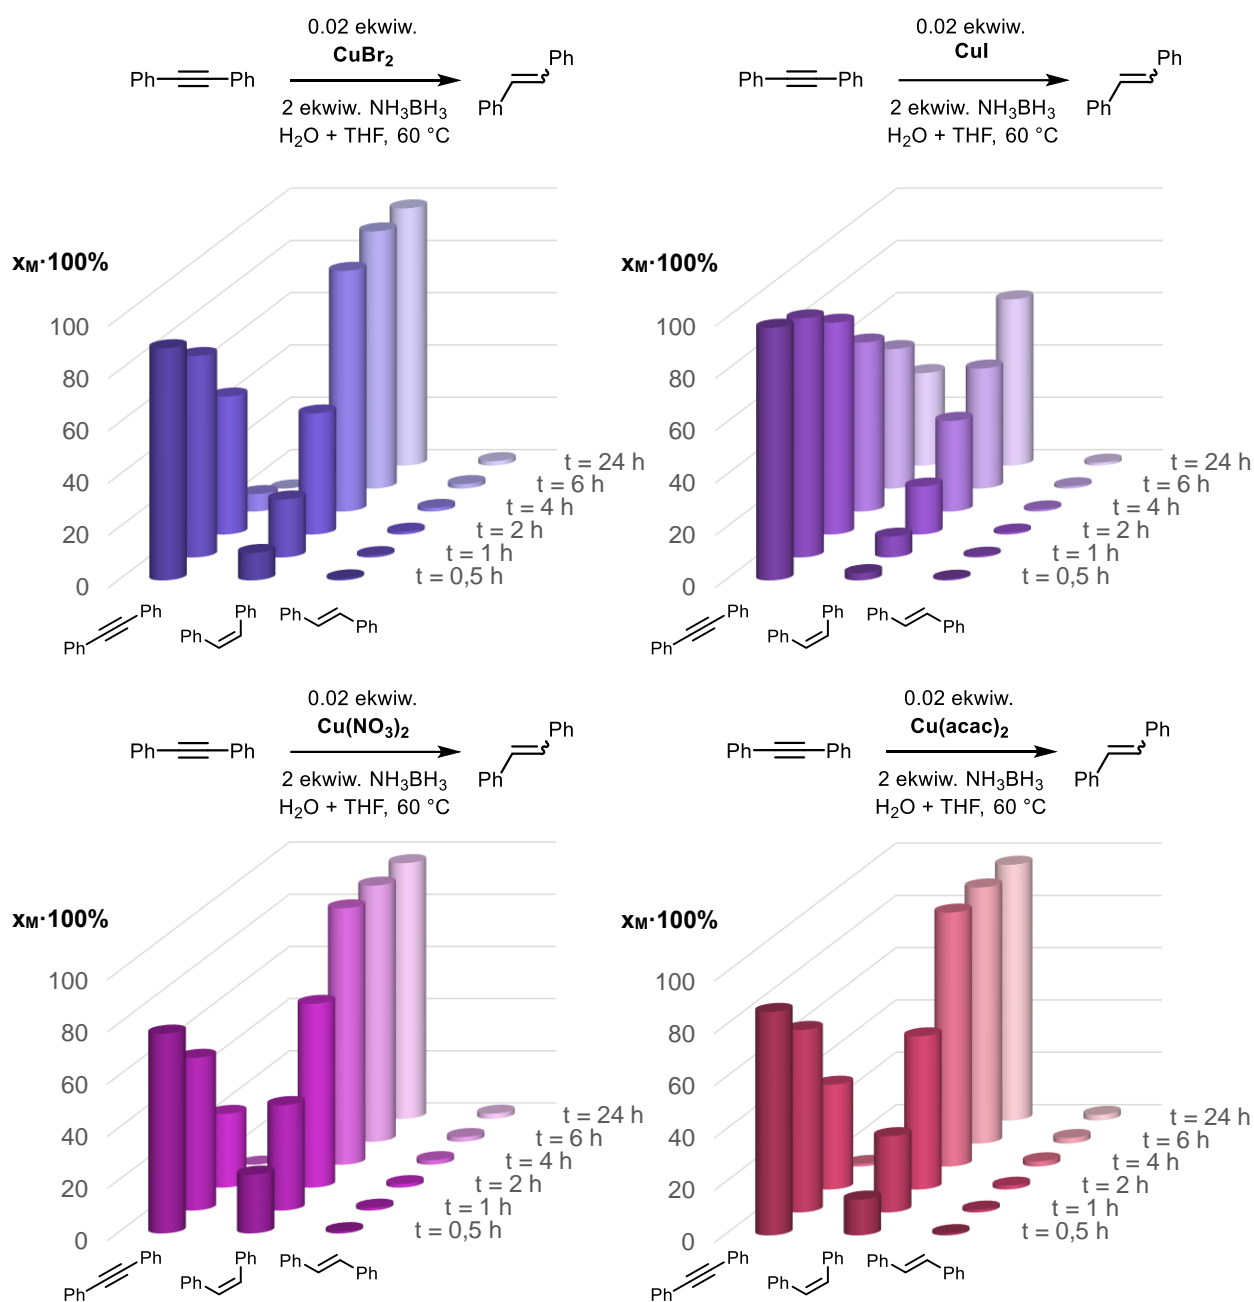 0.02 ekwiw.
CuBr2
Ph Ph
Ph
Ph
2 ekwiw. NH3BH3
H2O + THF, 60 °C
xM·100%
100
80
60
40
20
0
t = 24 h
t = 6 h
t = 4 h
t = 2 h
t = 1 h
t = 0,5 h
Ph
Ph
Ph
Ph
Ph
Ph
0.02 ekwiw.
CuI
Ph Ph
Ph
Ph
2 ekwiw. NH3BH3
H2O + THF, 60 °C
xM·100%
100
80
60
40
20
0
t = 24 h
t = 6 h
t = 4 h
t = 2 h
t = 1 h
t = 0,5 h
Ph
Ph
Ph
Ph
Ph
Ph
0.02 ekwiw.
Cu(NO3)2
Ph Ph
Ph
Ph
2 ekwiw. NH3BH3
H2O + THF, 60 °C
xM·100%
100
80
60
40
20
0
t = 24 h
t = 6 h
t = 4 h
t = 2 h
t = 1 h
t = 0,5 h
Ph
Ph
Ph
Ph
Ph
Ph
0.02 ekwiw.
Cu(acac)2
Ph Ph
Ph
Ph
2 ekwiw. NH3BH3
H2O + THF, 60 °C
xM·100%
100
80
60
40
20
0
t = 24 h
t = 6 h
t = 4 h
t = 2 h
t = 1 h
t = 0,5 h
Ph
Ph
Ph
Ph
Ph
Ph